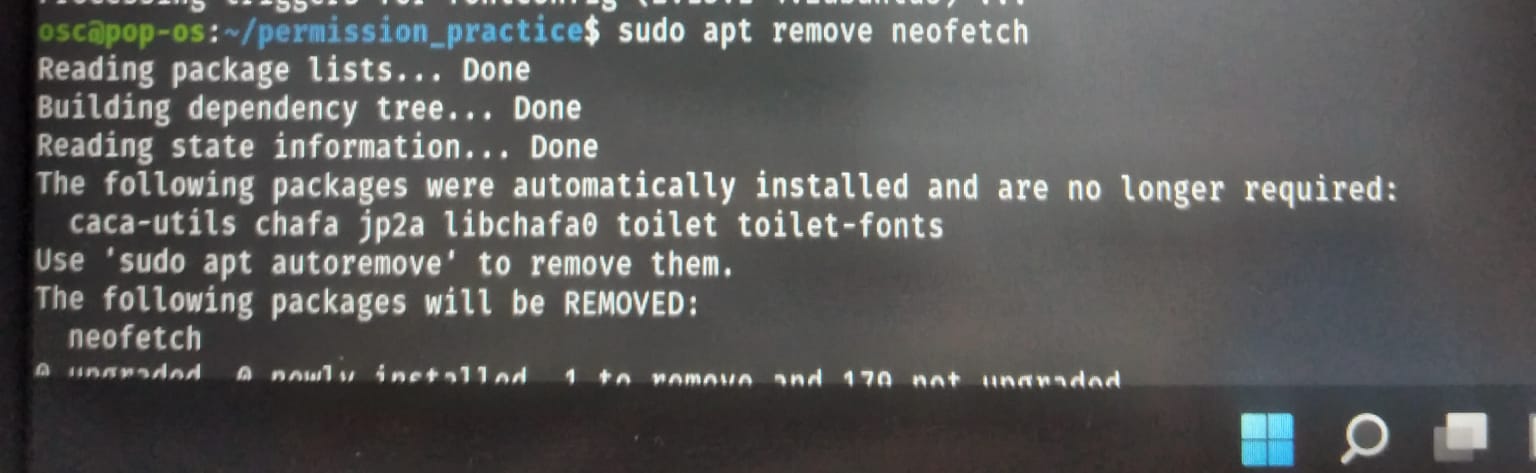 osc@pop-os:~/permission_practice$ sudo apt remove neofetch
Reading package lists... Done
Building dependency tree... Done
Reading state information... Done
The following packages were automatically installed and are no longer required:
  caca-utils chafa jp2a libchafa0 toilet toilet-fonts
Use 'sudo apt autoremove' to remove them.
The following packages will be REMOVED:
  neofetch
0 upgraded, 0 newly installed, 1 to remove and not upgraded